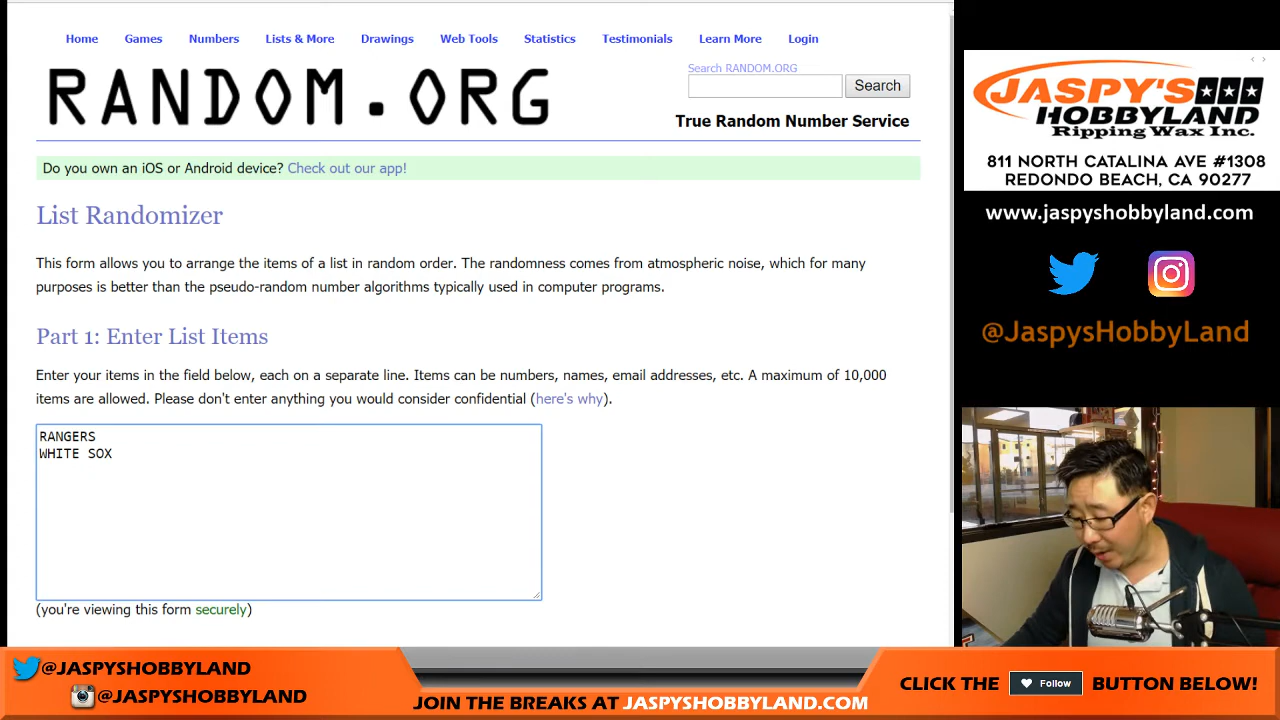 Home Games Numbers Lists & More Drawings Web Tools Statistics Testimonials Learn More Login
RANDOM.ORG
Search RANDOM.ORG
Search
True Random Number Service
Do you own an iOS or Android device? Check out our app!
List Randomizer
This form allows you to arrange the items of a list in random order. The randomness comes from atmospheric noise, which for many
purposes is better than the pseudo-random number algorithms typically used in computer programs.
Part 1: Enter List Items
Enter your items in the field below, each on a separate line. Items can be numbers, names, email addresses, etc. A maximum of 10,000
items are allowed. Please don't enter anything you would consider confidential (here's why).
RANGERS
WHITE SOX
(you're viewing this form securely)
JASPY'S
HOBBYLAND
Ripping Wax Inc.
811 NORTH CATALINA AVE #1308
REDONDO BEACH, CA 90277
www.jaspyshobbyland.com
@JaspysHobbyLand
@JASPYSHOBBYLAND
@JASPYSHOBBYLAND
JOIN THE BREAKS AT JASPYSHOBBYLAND.COM
CLICK THE Follow BUTTON BELOW!